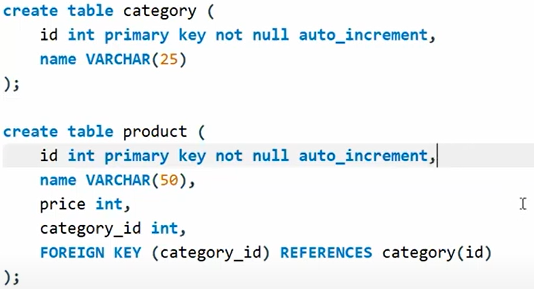 create table category (
id int primary key not null auto_increment,
name VARCHAR(25)
);
create table product (
id int primary key not null auto_increment,
name VARCHAR(50),
price int,
category_id int,
FOREIGN KEY (category_id) REFERENCES category(id)
);